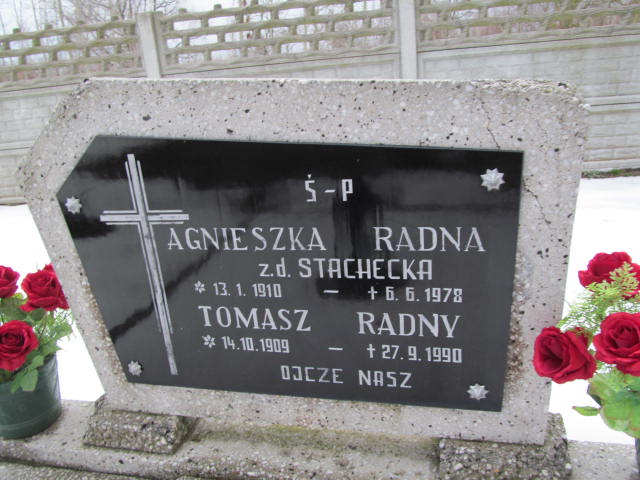 Ś-P
AGNIESZKA RADNA
z.d. STACHECKA
* 13. 1. 1910 – † 6. 6. 1978
TOMASZ RADNY
* 14.10.1909 – † 27. 9. 1990
OJCZE NASZ